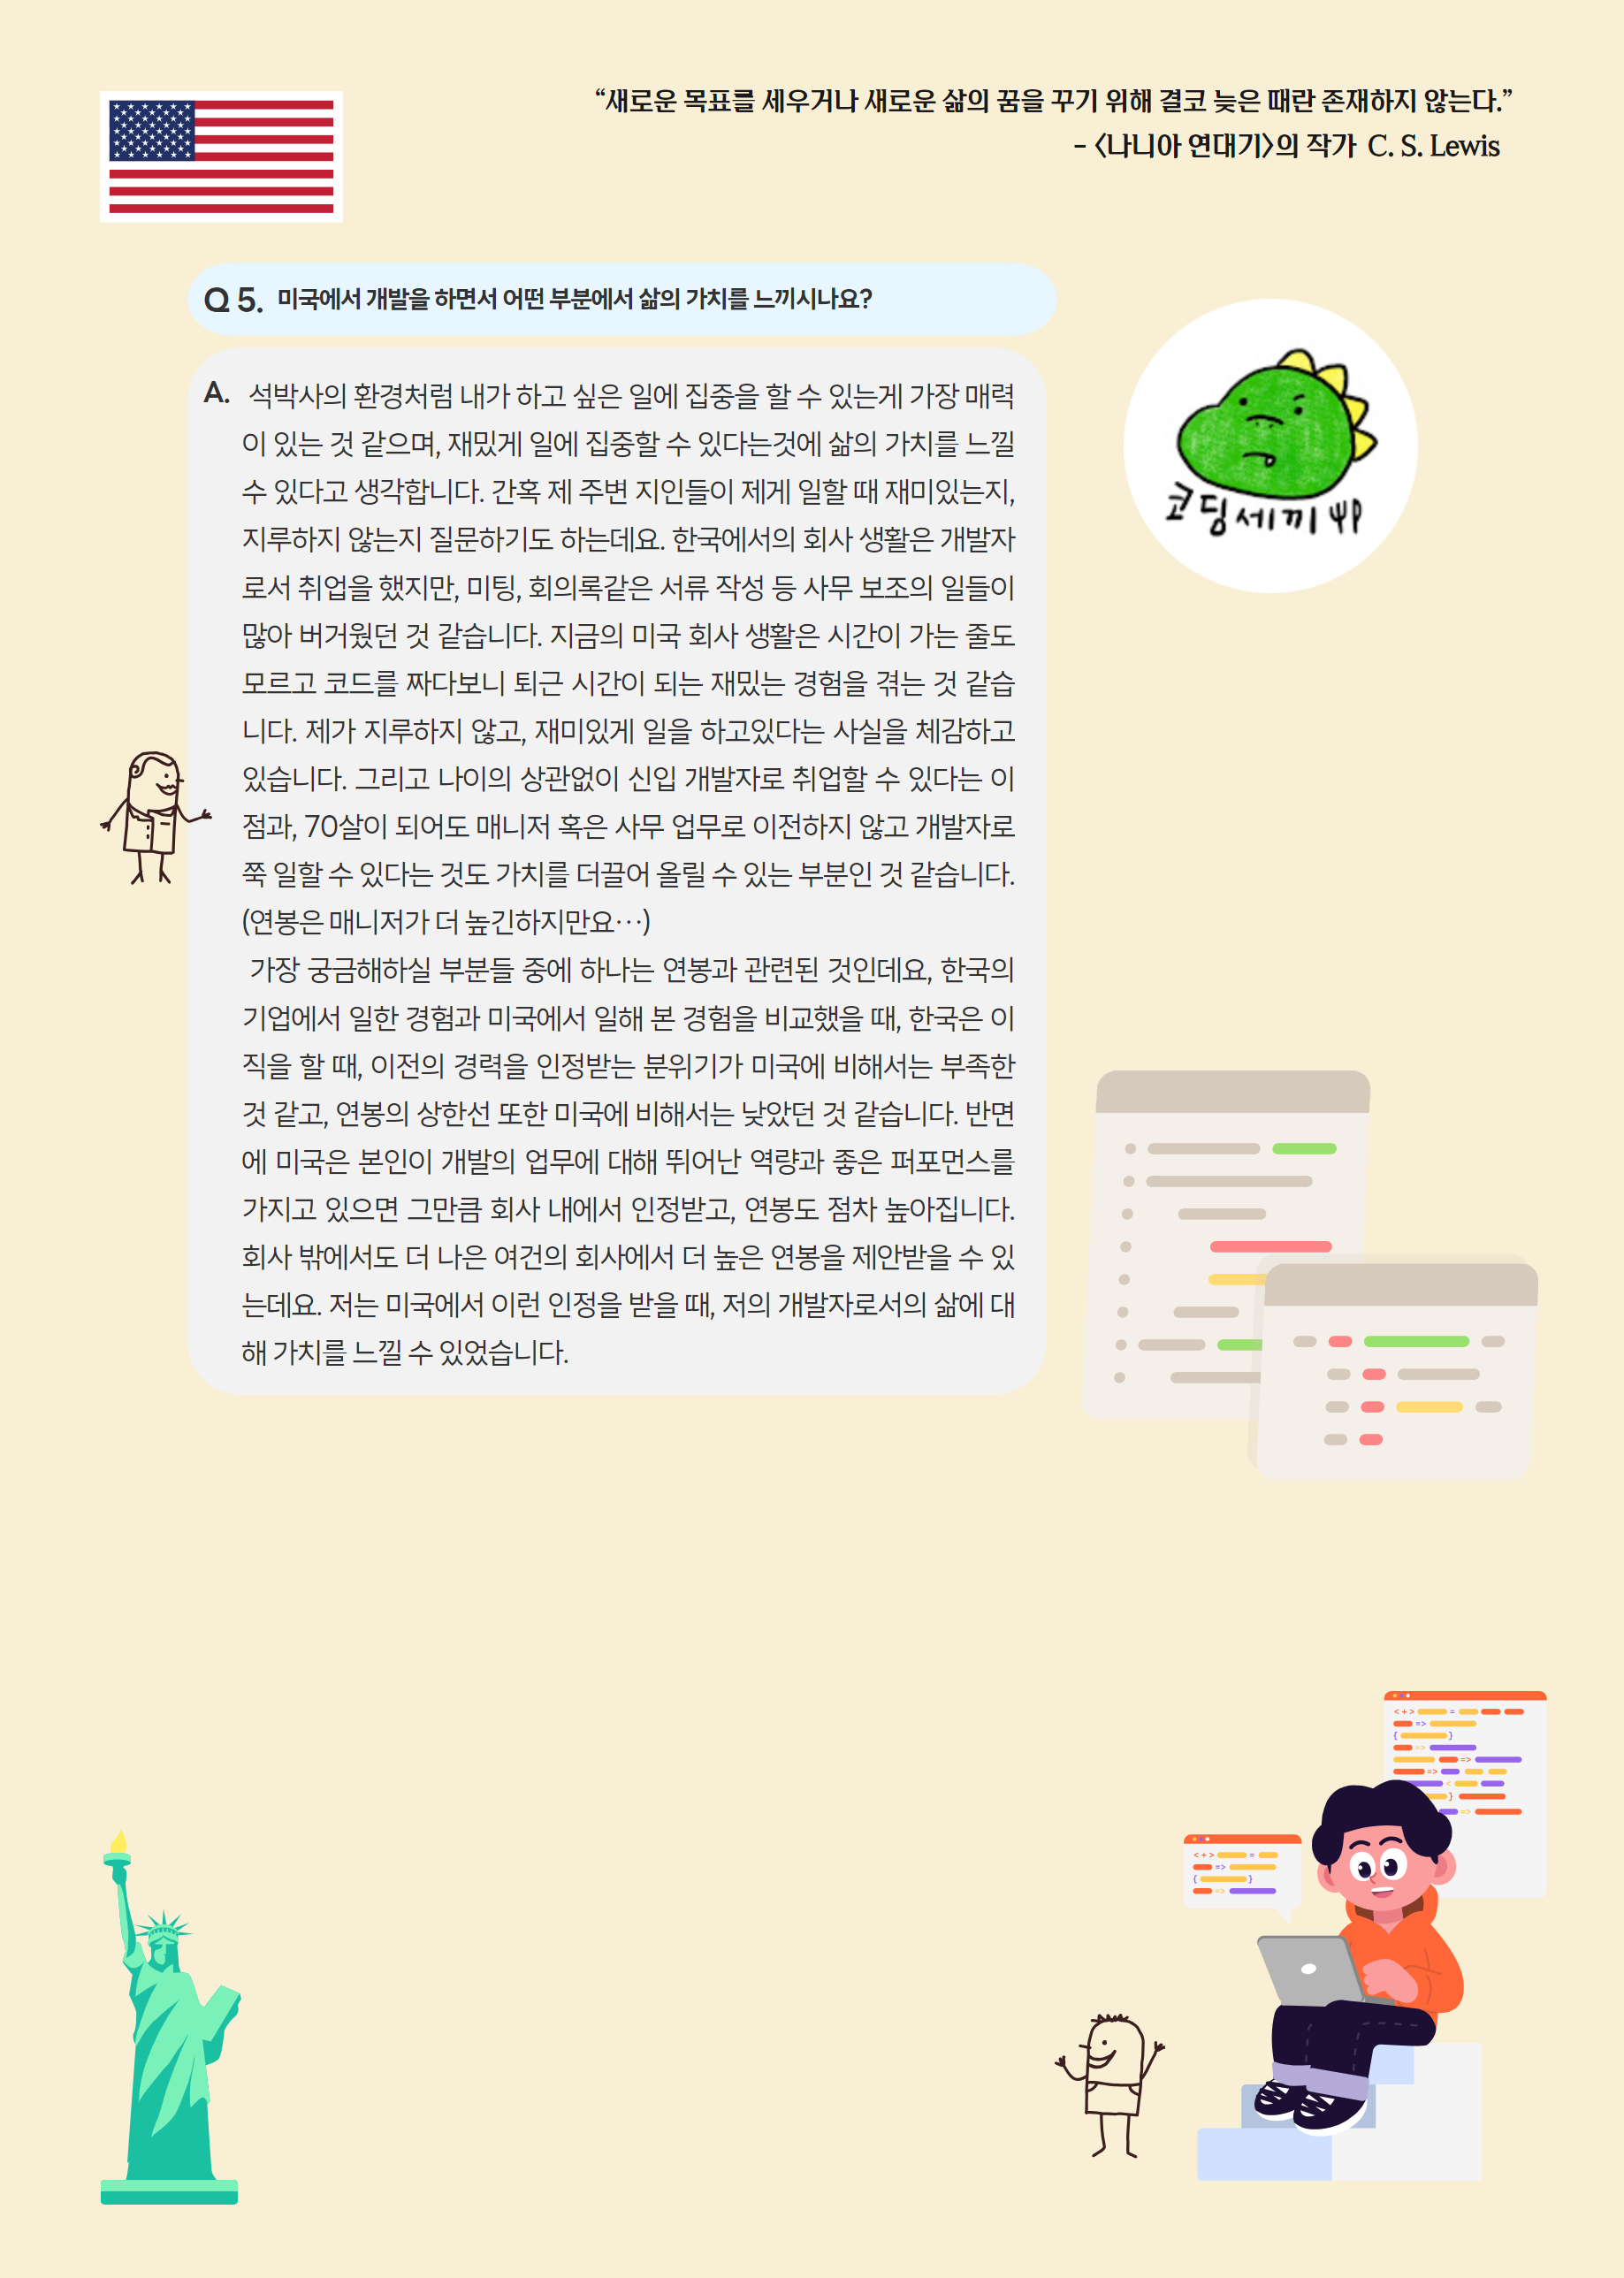 “새로운 목표를 세우거나 새로운 삶의 꿈을 꾸기 위해 결코 늦은 때란 존재하지 않는다.”
- 〈나니아 연대기〉의 작가 C. S. Lewis
Q 5. 미국에서 개발을 하면서 어떤 부분에서 삶의 가치를 느끼시나요?
A. 석박사의 환경처럼 내가 하고 싶은 일에 집중을 할 수 있는게 가장 매력
이 있는 것 같으며, 재밌게 일에 집중할 수 있다는것에 삶의 가치를 느낄
수 있다고 생각합니다. 간혹 제 주변 지인들이 제게 일할 때 재미있는지,
지루하지 않는지 질문하기도 하는데요. 한국에서의 회사 생활은 개발자
로서 취업을 했지만, 미팅, 회의록같은 서류 작성 등 사무 보조의 일들이
많아 버거웠던 것 같습니다. 지금의 미국 회사 생활은 시간이 가는 줄도
모르고 코드를 짜다보니 퇴근 시간이 되는 재밌는 경험을 겪는 것 같습
니다. 제가 지루하지 않고, 재미있게 일을 하고있다는 사실을 체감하고
있습니다. 그리고 나이의 상관없이 신입 개발자로 취업할 수 있다는 이
점과, 70살이 되어도 매니저 혹은 사무 업무로 이전하지 않고 개발자로
쭉 일할 수 있다는 것도 가치를 더끌어 올릴 수 있는 부분인 것 같습니다.
(연봉은 매니저가 더 높긴하지만요…)
가장 궁금해하실 부분들 중에 하나는 연봉과 관련된 것인데요, 한국의
기업에서 일한 경험과 미국에서 일해 본 경험을 비교했을 때, 한국은 이
직을 할 때, 이전의 경력을 인정받는 분위기가 미국에 비해서는 부족한
것 같고, 연봉의 상한선 또한 미국에 비해서는 낮았던 것 같습니다. 반면
에 미국은 본인이 개발의 업무에 대해 뛰어난 역량과 좋은 퍼포먼스를
가지고 있으면 그만큼 회사 내에서 인정받고, 연봉도 점차 높아집니다.
회사 밖에서도 더 나은 여건의 회사에서 더 높은 연봉을 제안받을 수 있
는데요. 저는 미국에서 이런 인정을 받을 때, 저의 개발자로서의 삶에 대
해 가치를 느낄 수 있었습니다.
코딩세끼